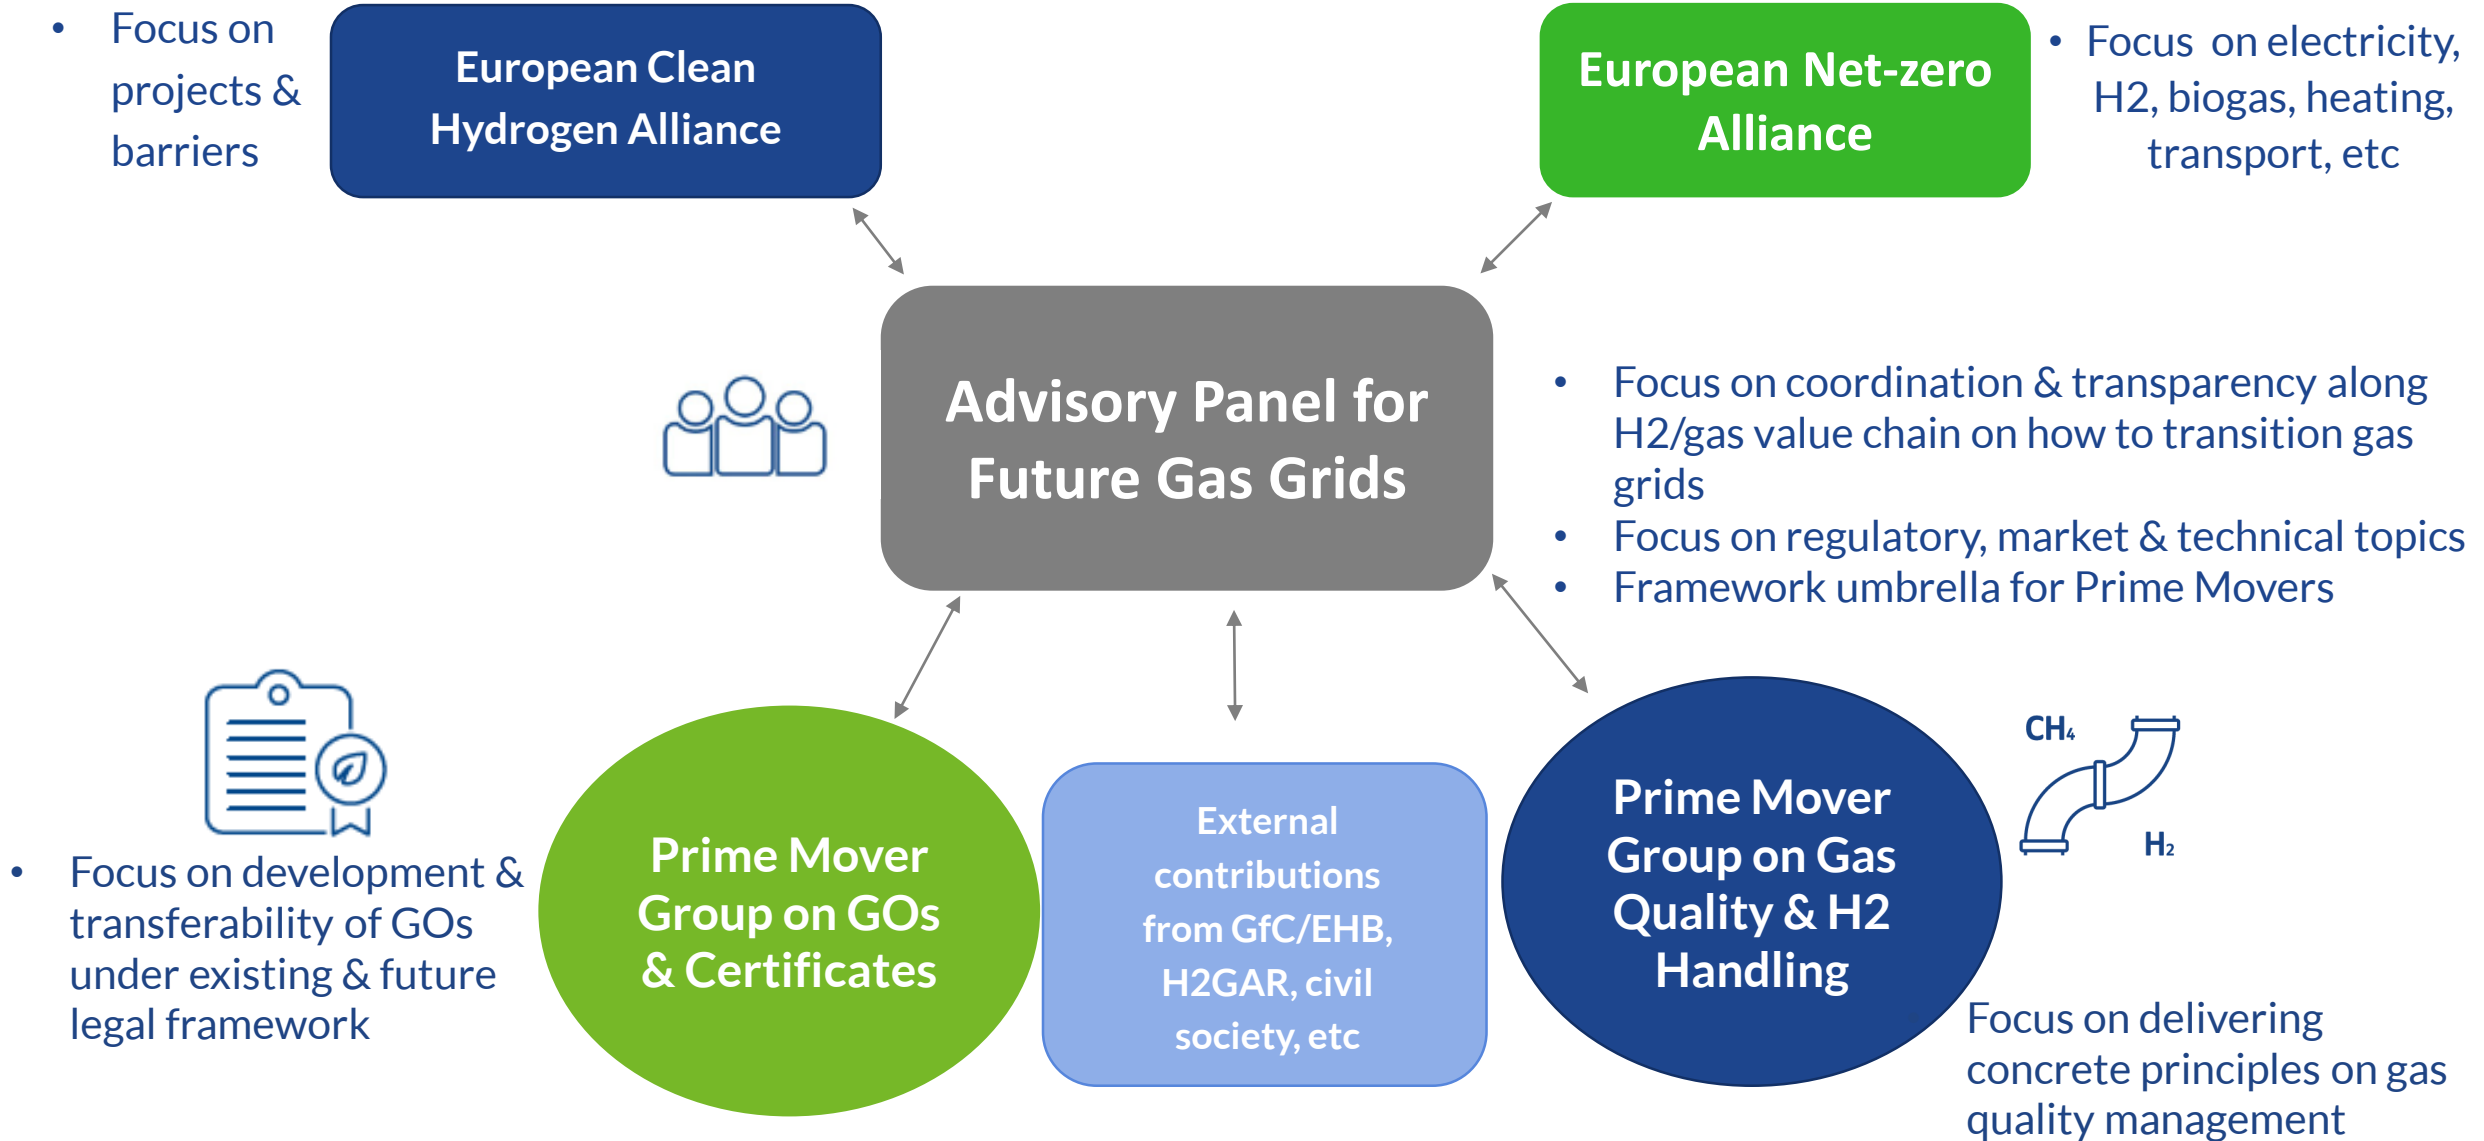 • Focus on
projects &
barriers
European Clean
Hydrogen Alliance
European Net-zero
Alliance
• Focus on electricity,
H2, biogas, heating,
transport, etc
Advisory Panel for
Future Gas Grids
• Focus on coordination & transparency along
H2/gas value chain on how to transition gas
grids
• Focus on regulatory, market & technical topics
• Framework umbrella for Prime Movers
• Focus on development &
transferability of GOs
under existing & future
legal framework
Prime Mover
Group on GOs
& Certificates
External
contributions
from GfC/EHB,
H2GAR, civil
society, etc
Prime Mover
Group on Gas
Quality & H2
Handling
CH₄
H₂
Focus on delivering
concrete principles on gas
quality management